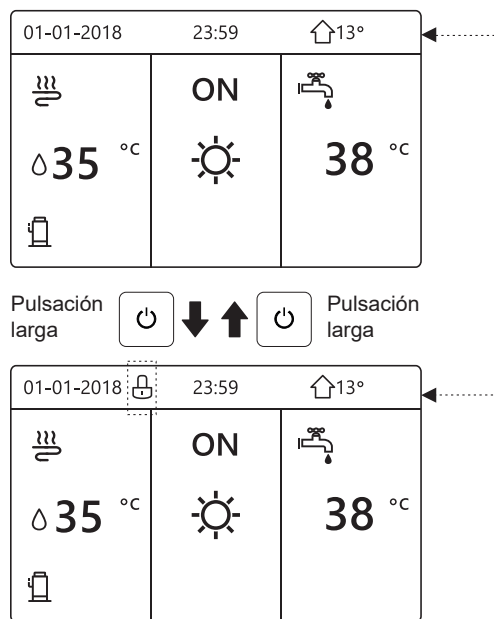 01-01-2018 23:59 13°
ON
35 °C 38 °C
Pulsación larga
Pulsación larga
01-01-2018 23:59 13°
ON
35 °C 38 °C